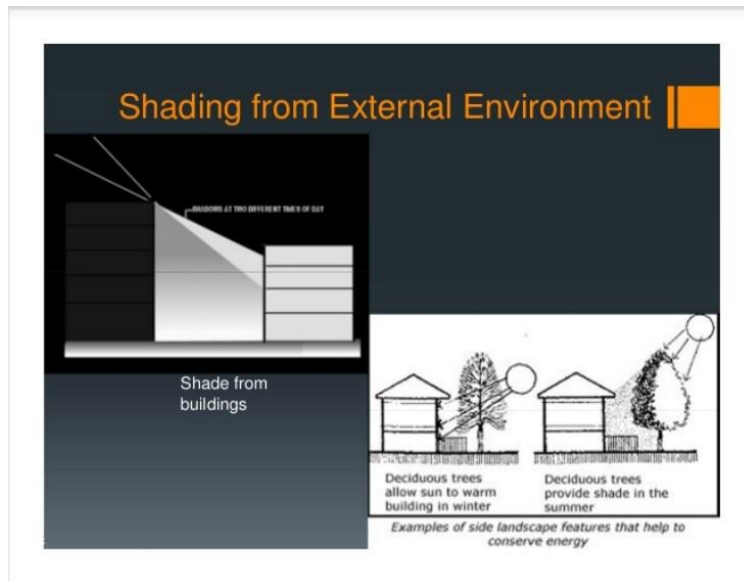 Shading from External Environment
SHADOWS AT TWO DIFFERENT TIMES OF DAY
Shade from
buildings
Deciduous trees
allow sun to warm
building in winter
Deciduous trees
provide shade in the
summer
Examples of side landscape features that help to
conserve energy